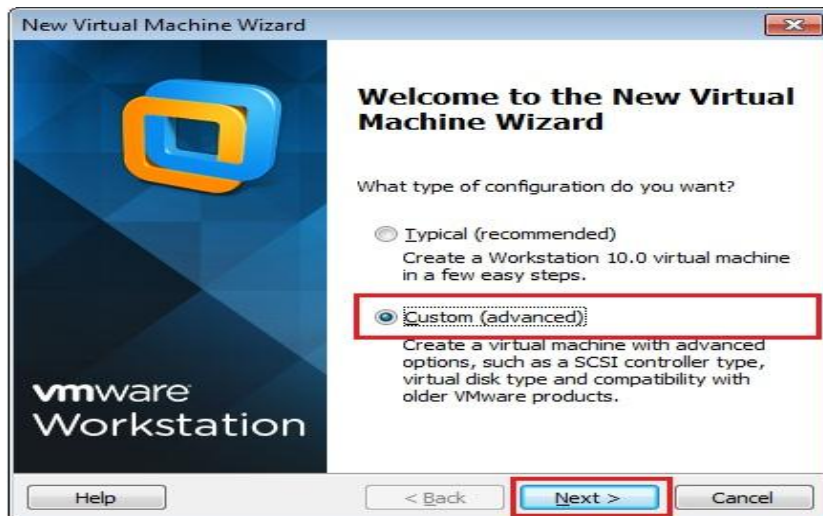 New Virtual Machine Wizard
Welcome to the New Virtual
Machine Wizard
What type of configuration do you want?
Typical (recommended)
Create a Workstation 10.0 virtual machine
in a few easy steps.
Custom (advanced)
Create a virtual machine with advanced
options, such as a SCSI controller type,
virtual disk type and compatibility with
older VMware products.
vmware
Workstation
Help
< Back
Next >
Cancel